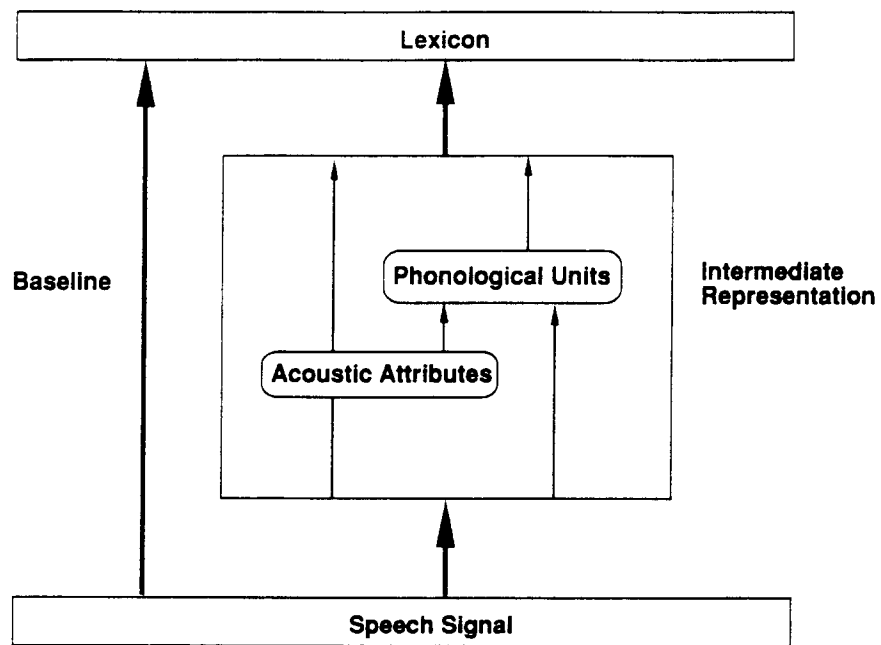 Lexicon
Baseline
Phonological Units
Intermediate
Representation
Acoustic Attributes
Speech Signal